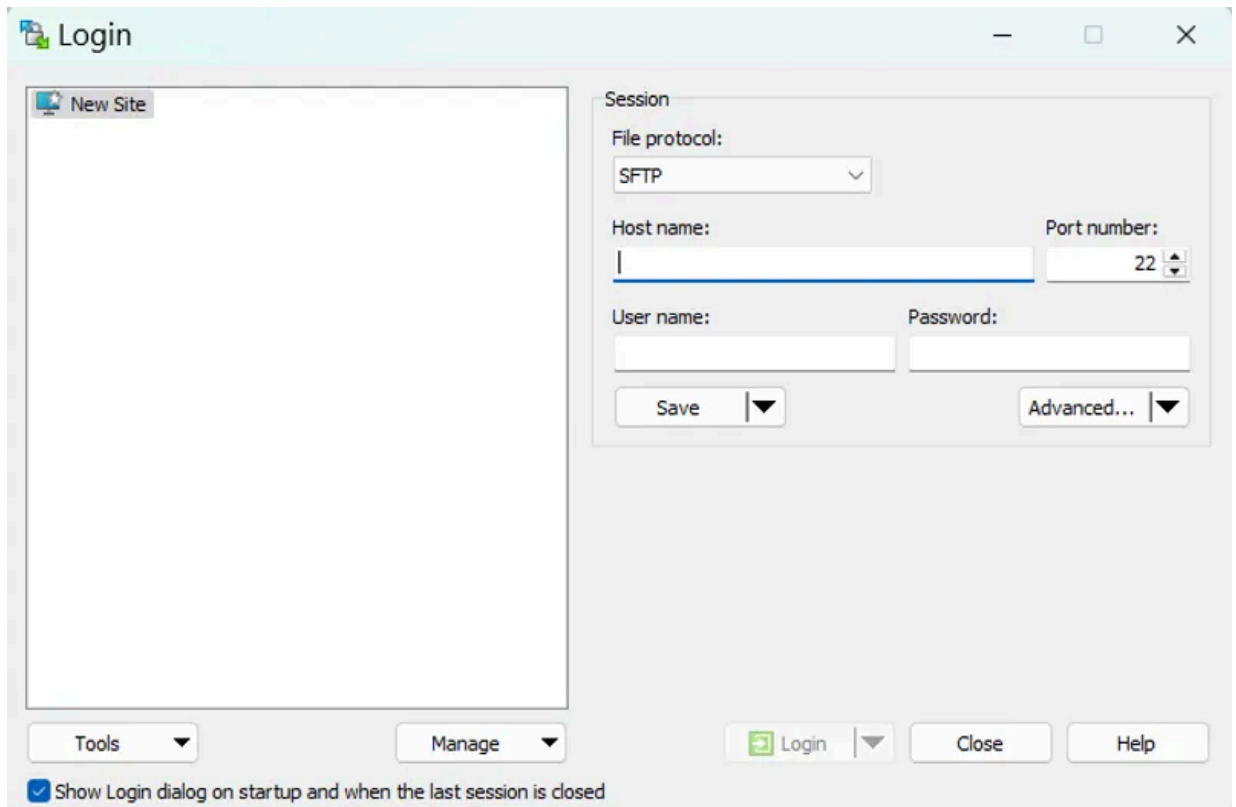 Login
New Site
Session
File protocol:
SFTP
Host name:
Port number:
22
User name:
Password:
Save
Advanced...
Tools
Manage
Login
Close
Help
Show Login dialog on startup and when the last session is closed